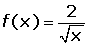 f(x) = 2/√x